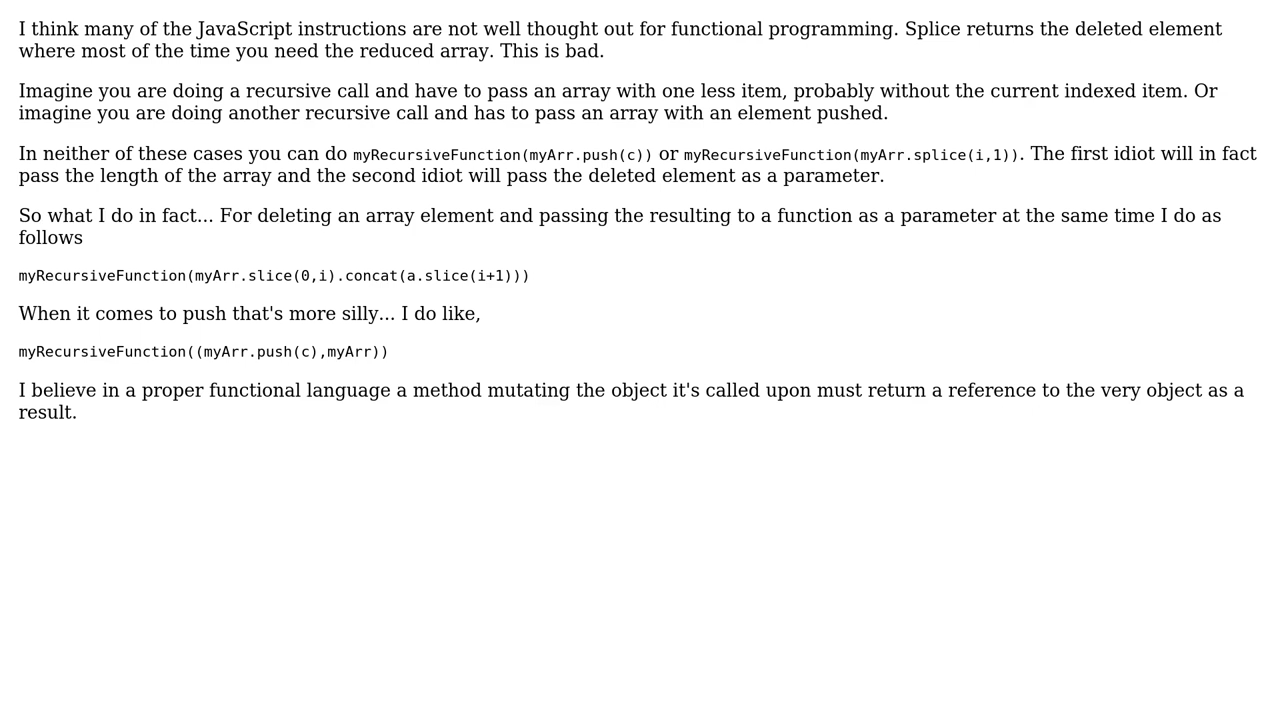 I think many of the JavaScript instructions are not well thought out for functional programming. Splice returns the deleted element
where most of the time you need the reduced array. This is bad.
Imagine you are doing a recursive call and have to pass an array with one less item, probably without the current indexed item. Or
imagine you are doing another recursive call and has to pass an array with an element pushed.
In neither of these cases you can do myRecursiveFunction(myArr.push(c)) or myRecursiveFunction(myArr.splice(i,1)). The first idiot will in fact
pass the length of the array and the second idiot will pass the deleted element as a parameter.
So what I do in fact... For deleting an array element and passing the resulting to a function as a parameter at the same time I do as
follows
myRecursiveFunction(myArr.slice(0,i).concat(a.slice(i+1)))
When it comes to push that's more silly... I do like,
myRecursiveFunction((myArr.push(c),myArr))
I believe in a proper functional language a method mutating the object it's called upon must return a reference to the very object as a
result.